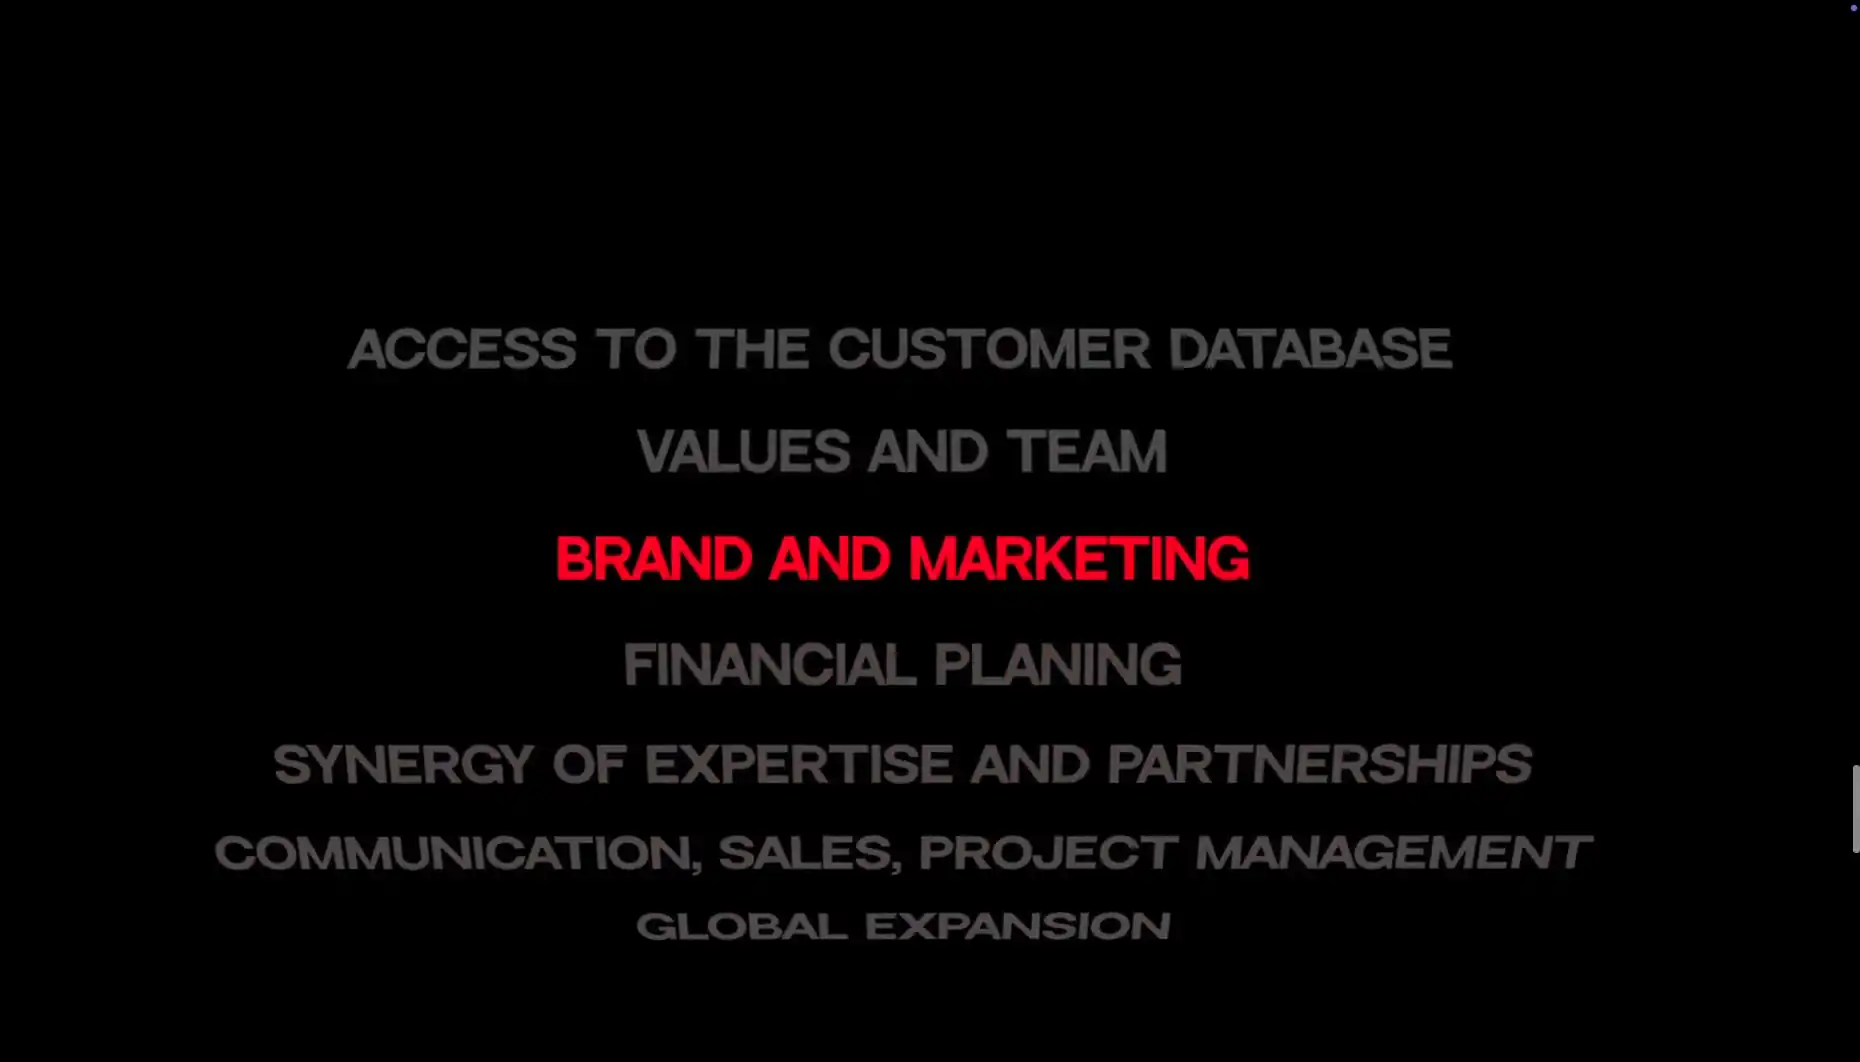 ACCESS TO THE CUSTOMER DATABASE
VALUES AND TEAM
BRAND AND MARKETING
FINANCIAL PLANING
SYNERGY OF EXPERTISE AND PARTNERSHIPS
COMMUNICATION, SALES, PROJECT MANAGEMENT
GLOBAL EXPANSION